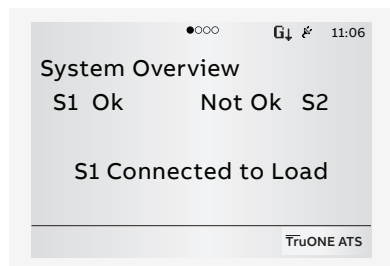 G↓ 11:06
System Overview
S1 Ok Not Ok S2
S1 Connected to Load
TruONE ATS